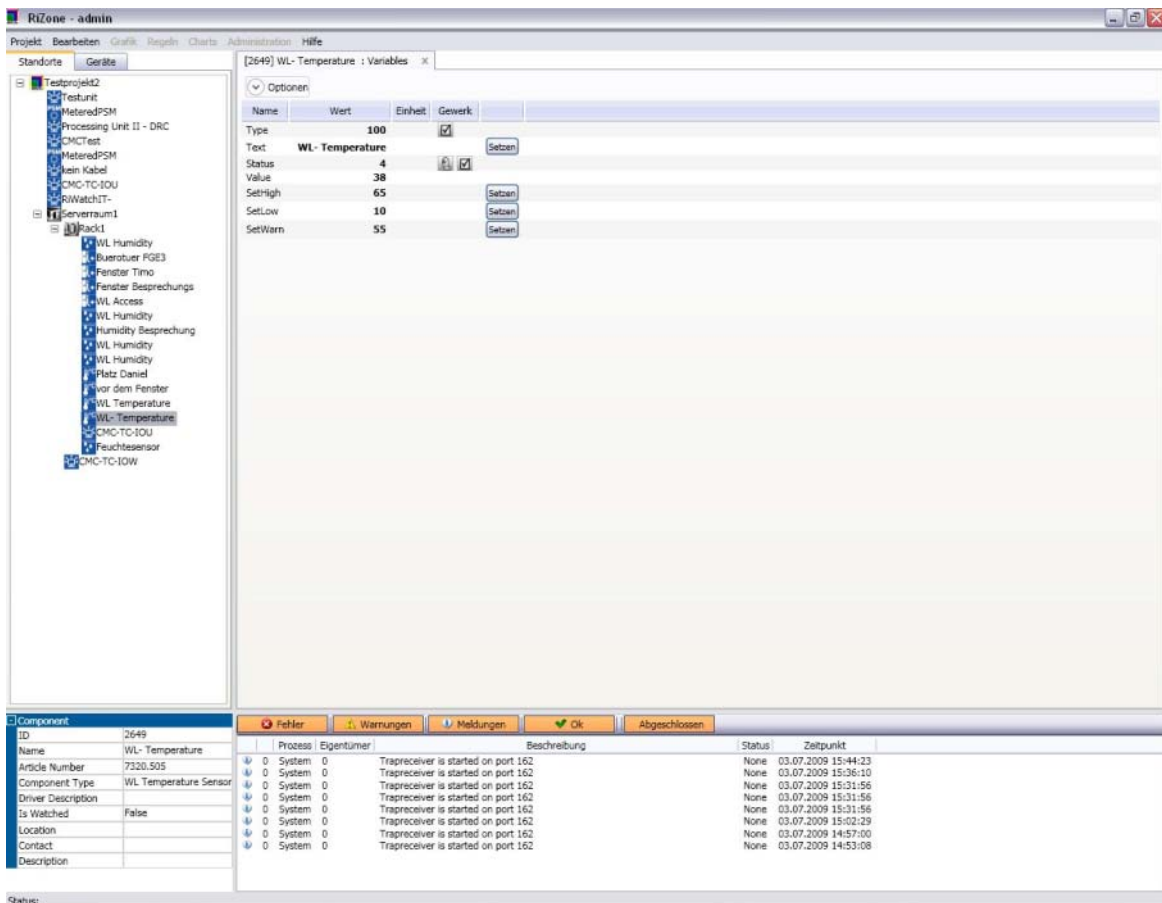 RiZone - admin
Projekt Bearbeiten Grafik Regeln Charts Administration Hilfe
Standorte Geräte
Testprojekt2
Testunit
MeteredPSM
Processing Unit II - DRC
CMCTest
MeteredPSM
kein Kabel
CMC-TC-IOU
RiWatchIT-
Serverraum1
Rack1
WL Humidity
Buerotuer FGE3
Fenster Timo
Fenster Besprechungs
WL Access
WL Humidity
Humidity Besprechung
WL Humidity
WL Humidity
Platz Daniel
vor dem Fenster
WL Temperature
WL- Temperature
CMC-TC-IOU
Feuchtesensor
CMC-TC-IOW
[2649] WL- Temperature : Variables
Optionen
Name Wert Einheit Gewerk
Type 100
Text WL- Temperature Setzen
Status 4
Value 38
SetHigh 65 Setzen
SetLow 10 Setzen
SetWarn 55 Setzen
Component
ID 2649
Name WL- Temperature
Article Number 7320.505
Component Type WL Temperature Sensor
Driver Description
Is Watched False
Location
Contact
Description
Fehler Warnungen Meldungen Ok Abgeschlossen
Prozess Eigentümer Beschreibung Status Zeitpunkt
0 System 0 Trapreceiver is started on port 162 None 03.07.2009 15:44:23
0 System 0 Trapreceiver is started on port 162 None 03.07.2009 15:36:10
0 System 0 Trapreceiver is started on port 162 None 03.07.2009 15:31:56
0 System 0 Trapreceiver is started on port 162 None 03.07.2009 15:31:56
0 System 0 Trapreceiver is started on port 162 None 03.07.2009 15:31:56
0 System 0 Trapreceiver is started on port 162 None 03.07.2009 15:02:29
0 System 0 Trapreceiver is started on port 162 None 03.07.2009 14:57:00
0 System 0 Trapreceiver is started on port 162 None 03.07.2009 14:53:08
Status: